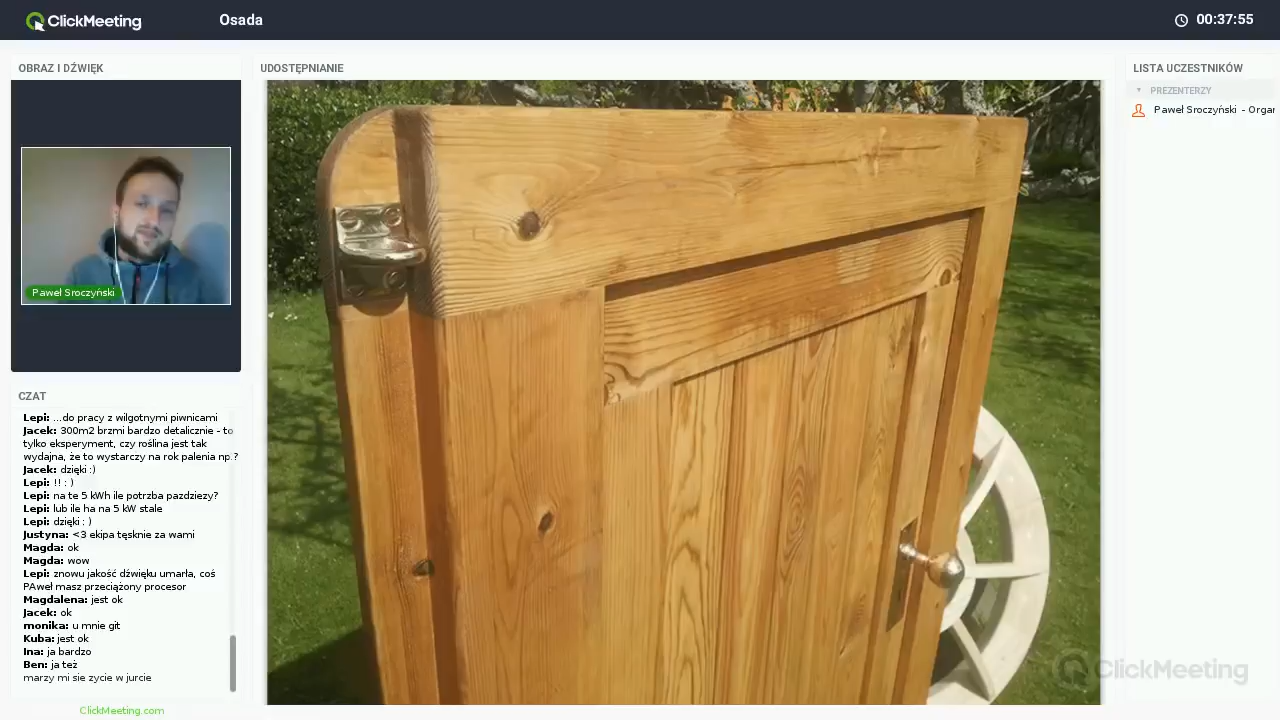 ClickMeeting
Osada
00:37:55
OBRAZ I DŹWIĘK
Paweł Sroczyński
UDOSTĘPNIANIE
LISTA UCZESTNIKÓW
PREZENTERZY
Paweł Sroczyński - Organ
CZAT
Lepi: ...do pracy z wilgotnymi piwnicami
Jacek: 300m2 brzmi bardzo detalicznie - to
tylko eksperyment, czy roślina jest tak
wydajna, że to wystarczy na rok palenia np.?
Jacek: dzięki :)
Lepi: !! : )
Lepi: na te 5 kWh ile potrzba pazdziezy?
Lepi: lub ile ha na 5 kW stale
Lepi: dzięki : )
Justyna: <3 ekipa tęsknie za wami
Magda: ok
Magda: wow
Lepi: znowu jakość dźwięku umarła, coś
PAweł masz przeciążony procesor
Magdalena: jest ok
Jacek: ok
monika: u mnie git
Kuba: jest ok
Ina: ja bardzo
Ben: ja też
marzy mi sie zycie w jurcie
ClickMeeting.com
ClickMeeting